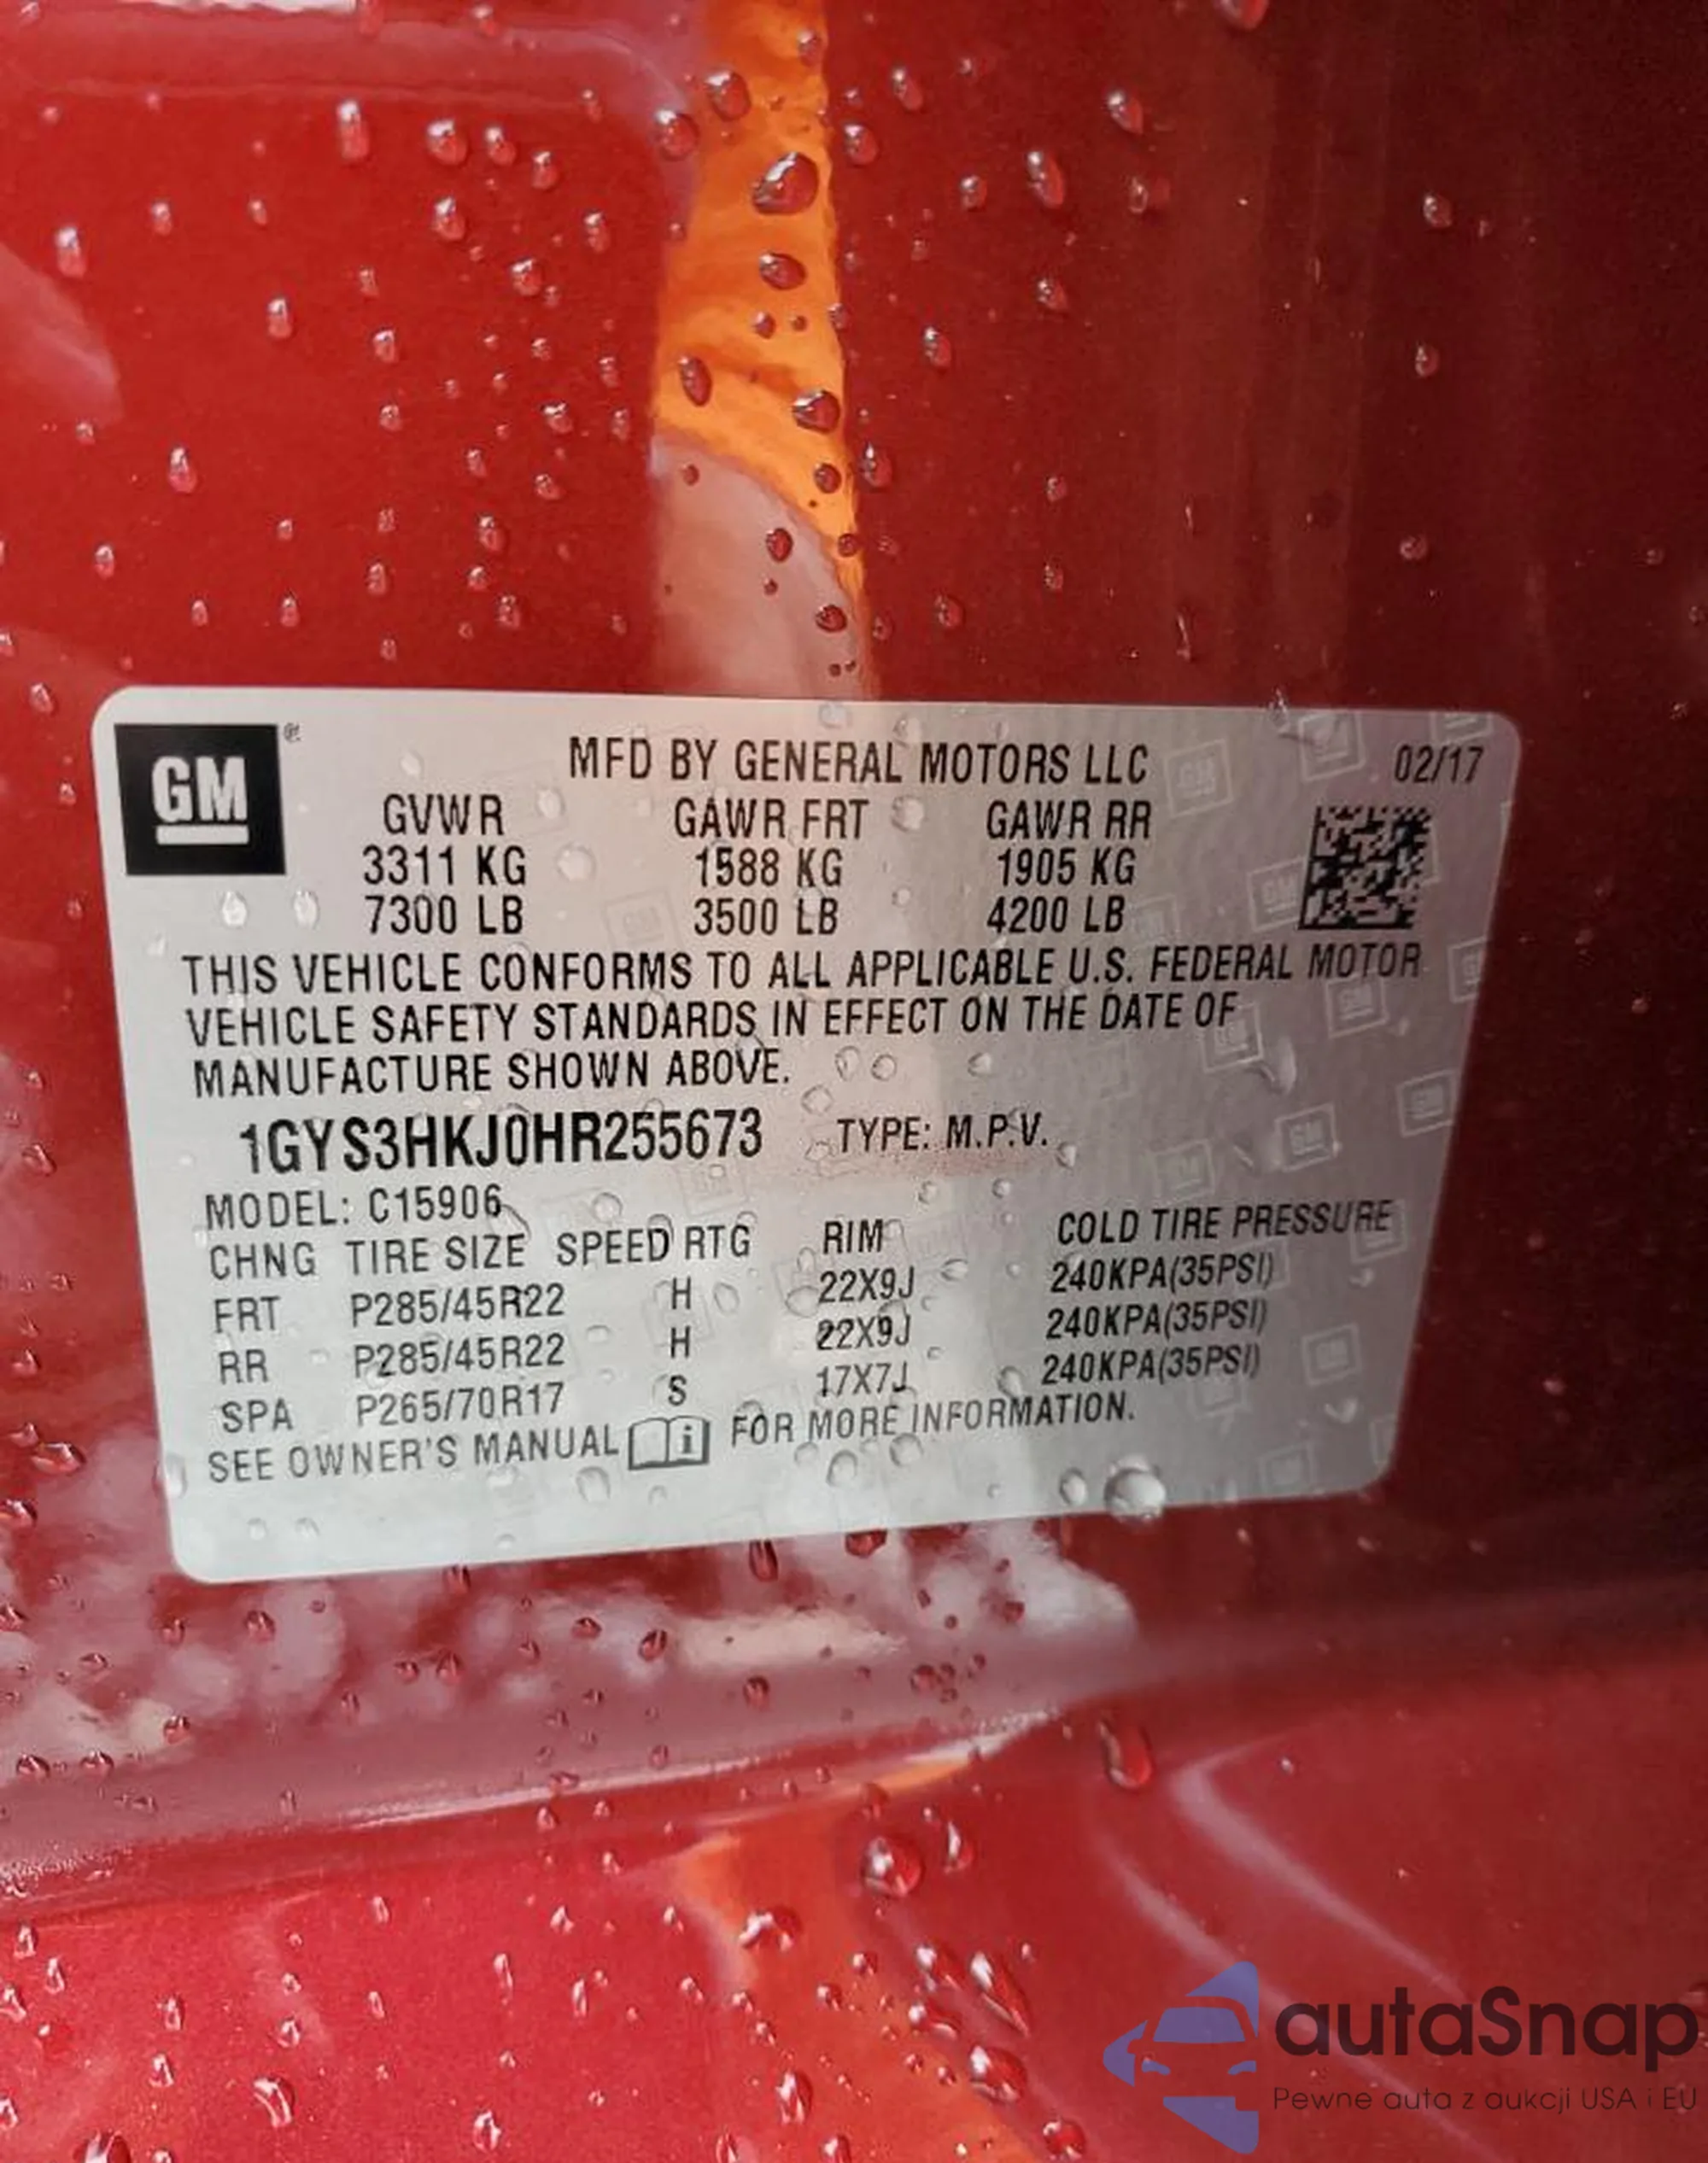 GM ®
MFD BY GENERAL MOTORS LLC 02/17
GVWR GAWR FRT GAWR RR
3311 KG 1588 KG 1905 KG
7300 LB 3500 LB 4200 LB
THIS VEHICLE CONFORMS TO ALL APPLICABLE U.S. FEDERAL MOTOR
VEHICLE SAFETY STANDARDS IN EFFECT ON THE DATE OF
MANUFACTURE SHOWN ABOVE.
1GYS3HKJ0HR255673 TYPE: M.P.V.
MODEL: C15906
CHNG TIRE SIZE SPEED RTG RIM COLD TIRE PRESSURE
FRT P285/45R22 H 22X9J 240KPA(35PSI)
RR P285/45R22 H 22X9J 240KPA(35PSI)
SPA P265/70R17 S 17X7J 240KPA(35PSI)
SEE OWNER'S MANUAL i FOR MORE INFORMATION.
autaSnap
Pewne auta z aukcji USA i EU